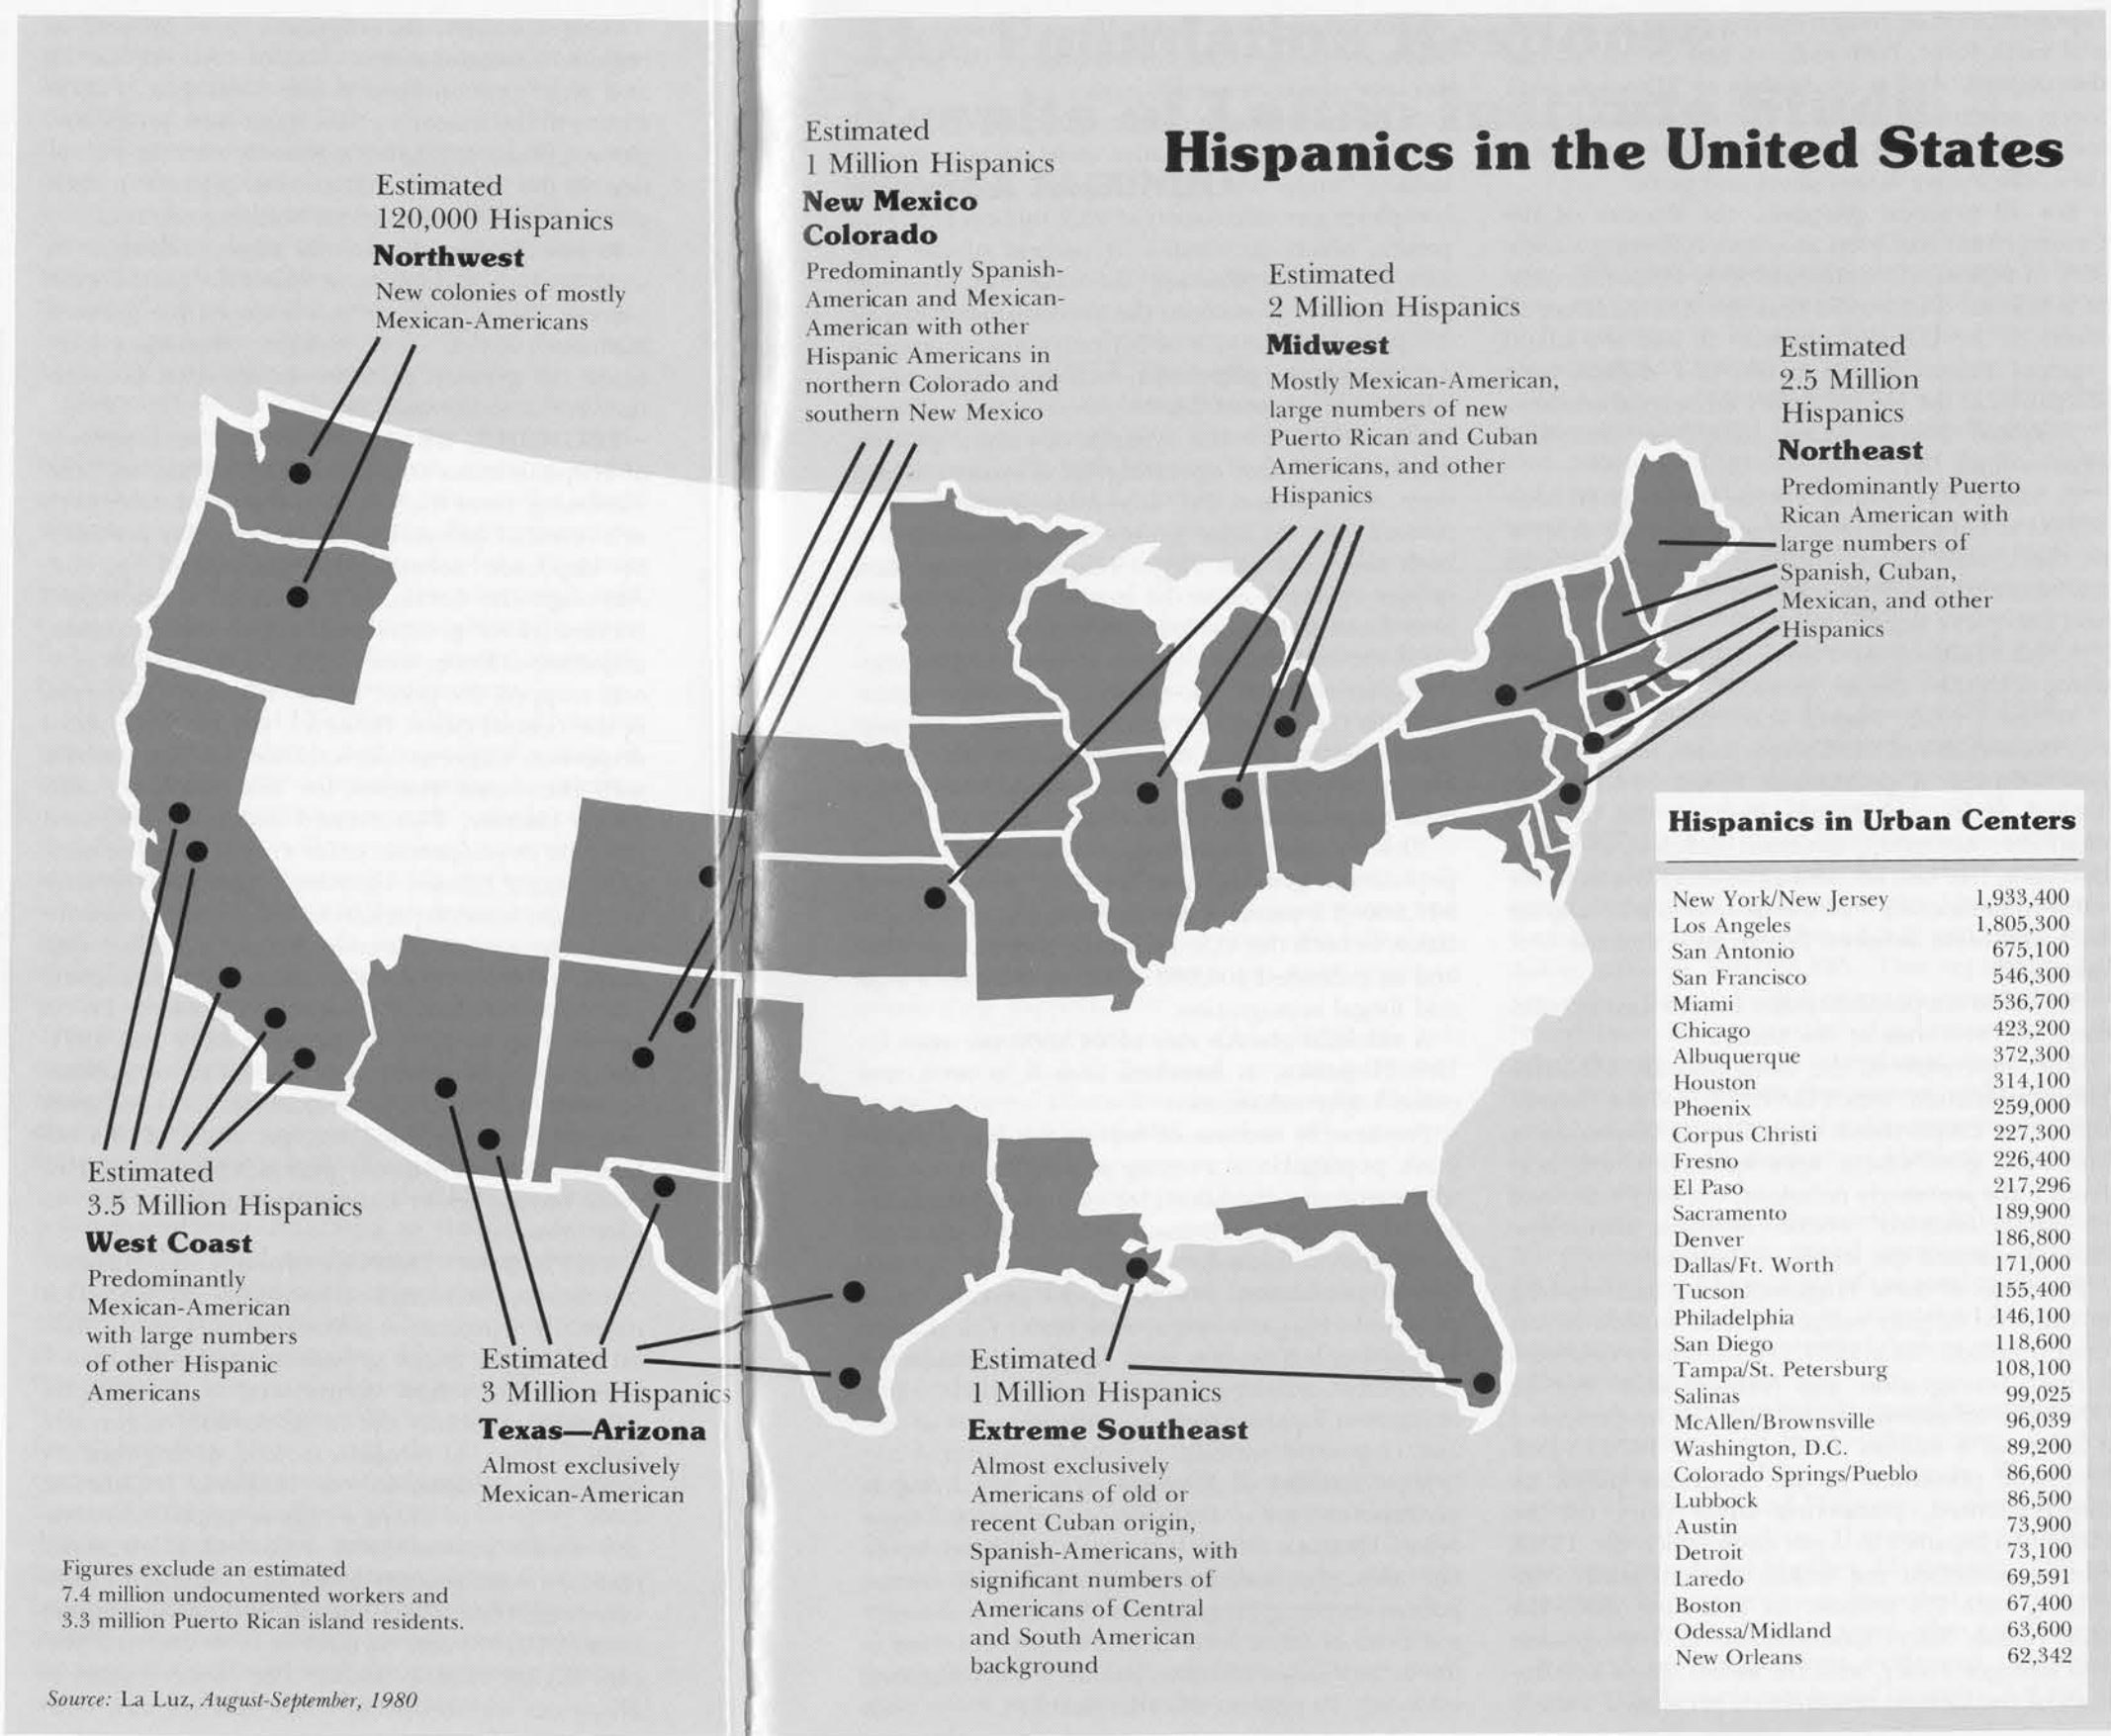 Hispanics in the United States
Estimated
120,000 Hispanics
Northwest
New colonies of mostly
Mexican-Americans
Estimated
1 Million Hispanics
New Mexico
Colorado
Predominantly Spanish-
American and Mexican-
American with other
Hispanic Americans in
northern Colorado and
southern New Mexico
Estimated
2 Million Hispanics
Midwest
Mostly Mexican-American,
large numbers of new
Puerto Rican and Cuban
Americans, and other
Hispanics
Estimated
2.5 Million
Hispanics
Northeast
Predominantly Puerto
Rican American with
large numbers of
Spanish, Cuban,
Mexican, and other
Hispanics
Estimated
3.5 Million Hispanics
West Coast
Predominantly
Mexican-American
with large numbers
of other Hispanic
Americans
Estimated
3 Million Hispanics
Texas—Arizona
Almost exclusively
Mexican-American
Estimated
1 Million Hispanics
Extreme Southeast
Almost exclusively
Americans of old or
recent Cuban origin,
Spanish-Americans, with
significant numbers of
Americans of Central
and South American
background
Hispanics in Urban Centers
New York/New Jersey 1,933,400
Los Angeles 1,805,300
San Antonio 675,100
San Francisco 546,300
Miami 536,700
Chicago 423,200
Albuquerque 372,300
Houston 314,100
Phoenix 259,000
Corpus Christi 227,300
Fresno 226,400
El Paso 217,296
Sacramento 189,900
Denver 186,800
Dallas/Ft. Worth 171,000
Tucson 155,400
Philadelphia 146,100
San Diego 118,600
Tampa/St. Petersburg 108,100
Salinas 99,025
McAllen/Brownsville 96,039
Washington, D.C. 89,200
Colorado Springs/Pueblo 86,600
Lubbock 86,500
Austin 73,900
Detroit 73,100
Laredo 69,591
Boston 67,400
Odessa/Midland 63,600
New Orleans 62,342
Figures exclude an estimated
7.4 million undocumented workers and
3.3 million Puerto Rican island residents.
Source: La Luz, August-September, 1980